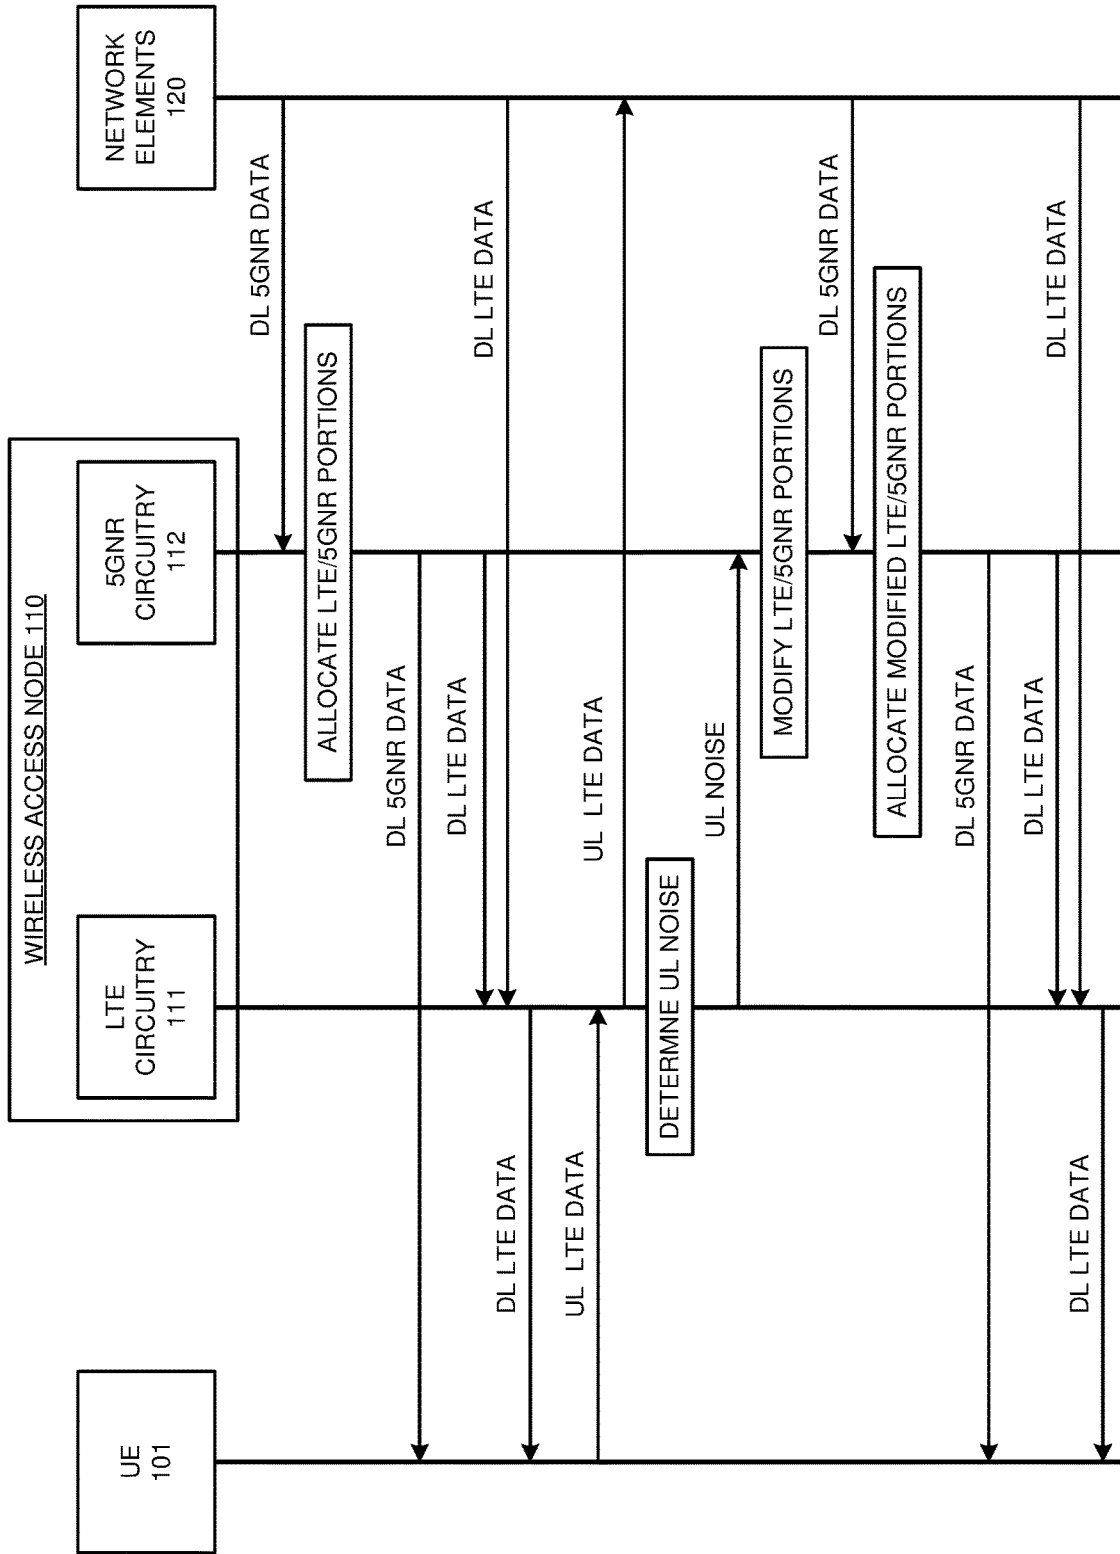 WIRELESS ACCESS NODE 110
UE
101
LTE
CIRCUITRY
111
5GNR
CIRCUITRY
112
NETWORK
ELEMENTS
120
DL 5GNR DATA
ALLOCATE LTE/5GNR PORTIONS
DL 5GNR DATA
DL LTE DATA
DL LTE DATA
DL LTE DATA
UL LTE DATA
UL LTE DATA
DETERMNE UL NOISE
UL NOISE
MODIFY LTE/5GNR PORTIONS
DL 5GNR DATA
ALLOCATE MODIFIED LTE/5GNR PORTIONS
DL 5GNR DATA
DL LTE DATA
DL LTE DATA
DL LTE DATA